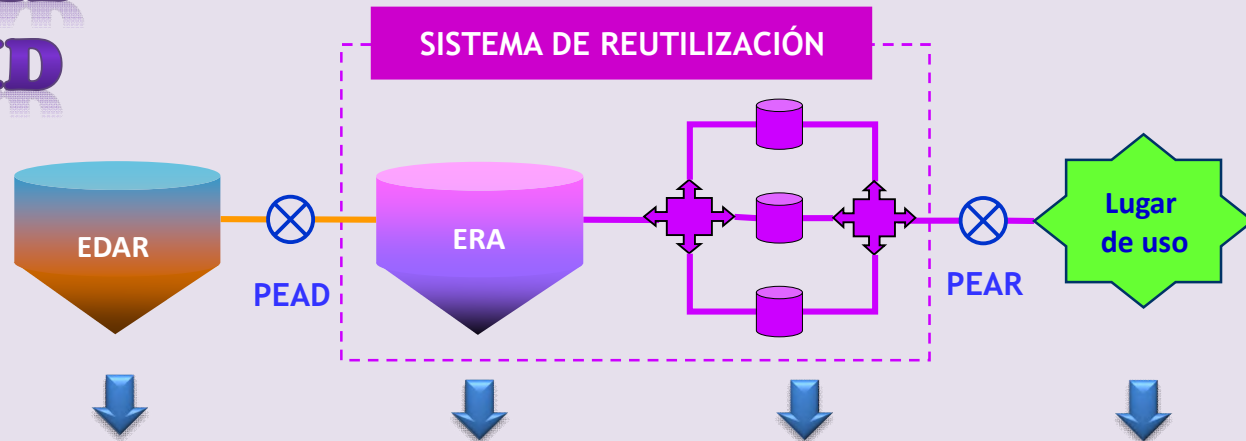 SISTEMA DE REUTILIZACIÓN
EDAR
PEAD
ERA
PEAR
Lugar
de uso